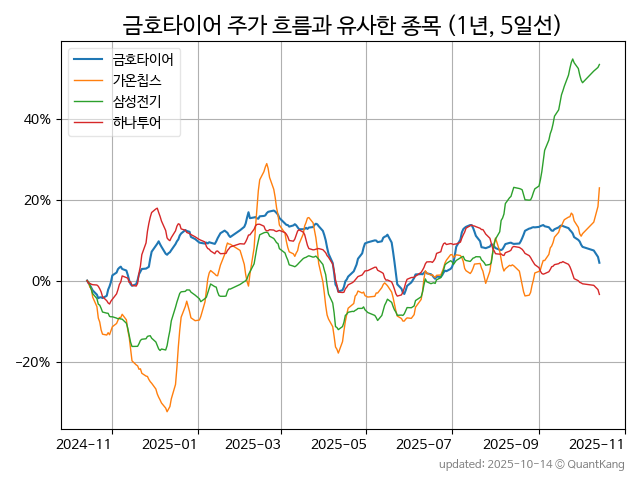 금호타이어 주가 흐름과 유사한 종목 (1년, 5일선)
금호타이어
가온칩스
삼성전기
하나투어
40%
20%
0%
−20%
2024-11
2025-01
2025-03
2025-05
2025-07
2025-09
2025-11
updated: 2025-10-14 © QuantKang